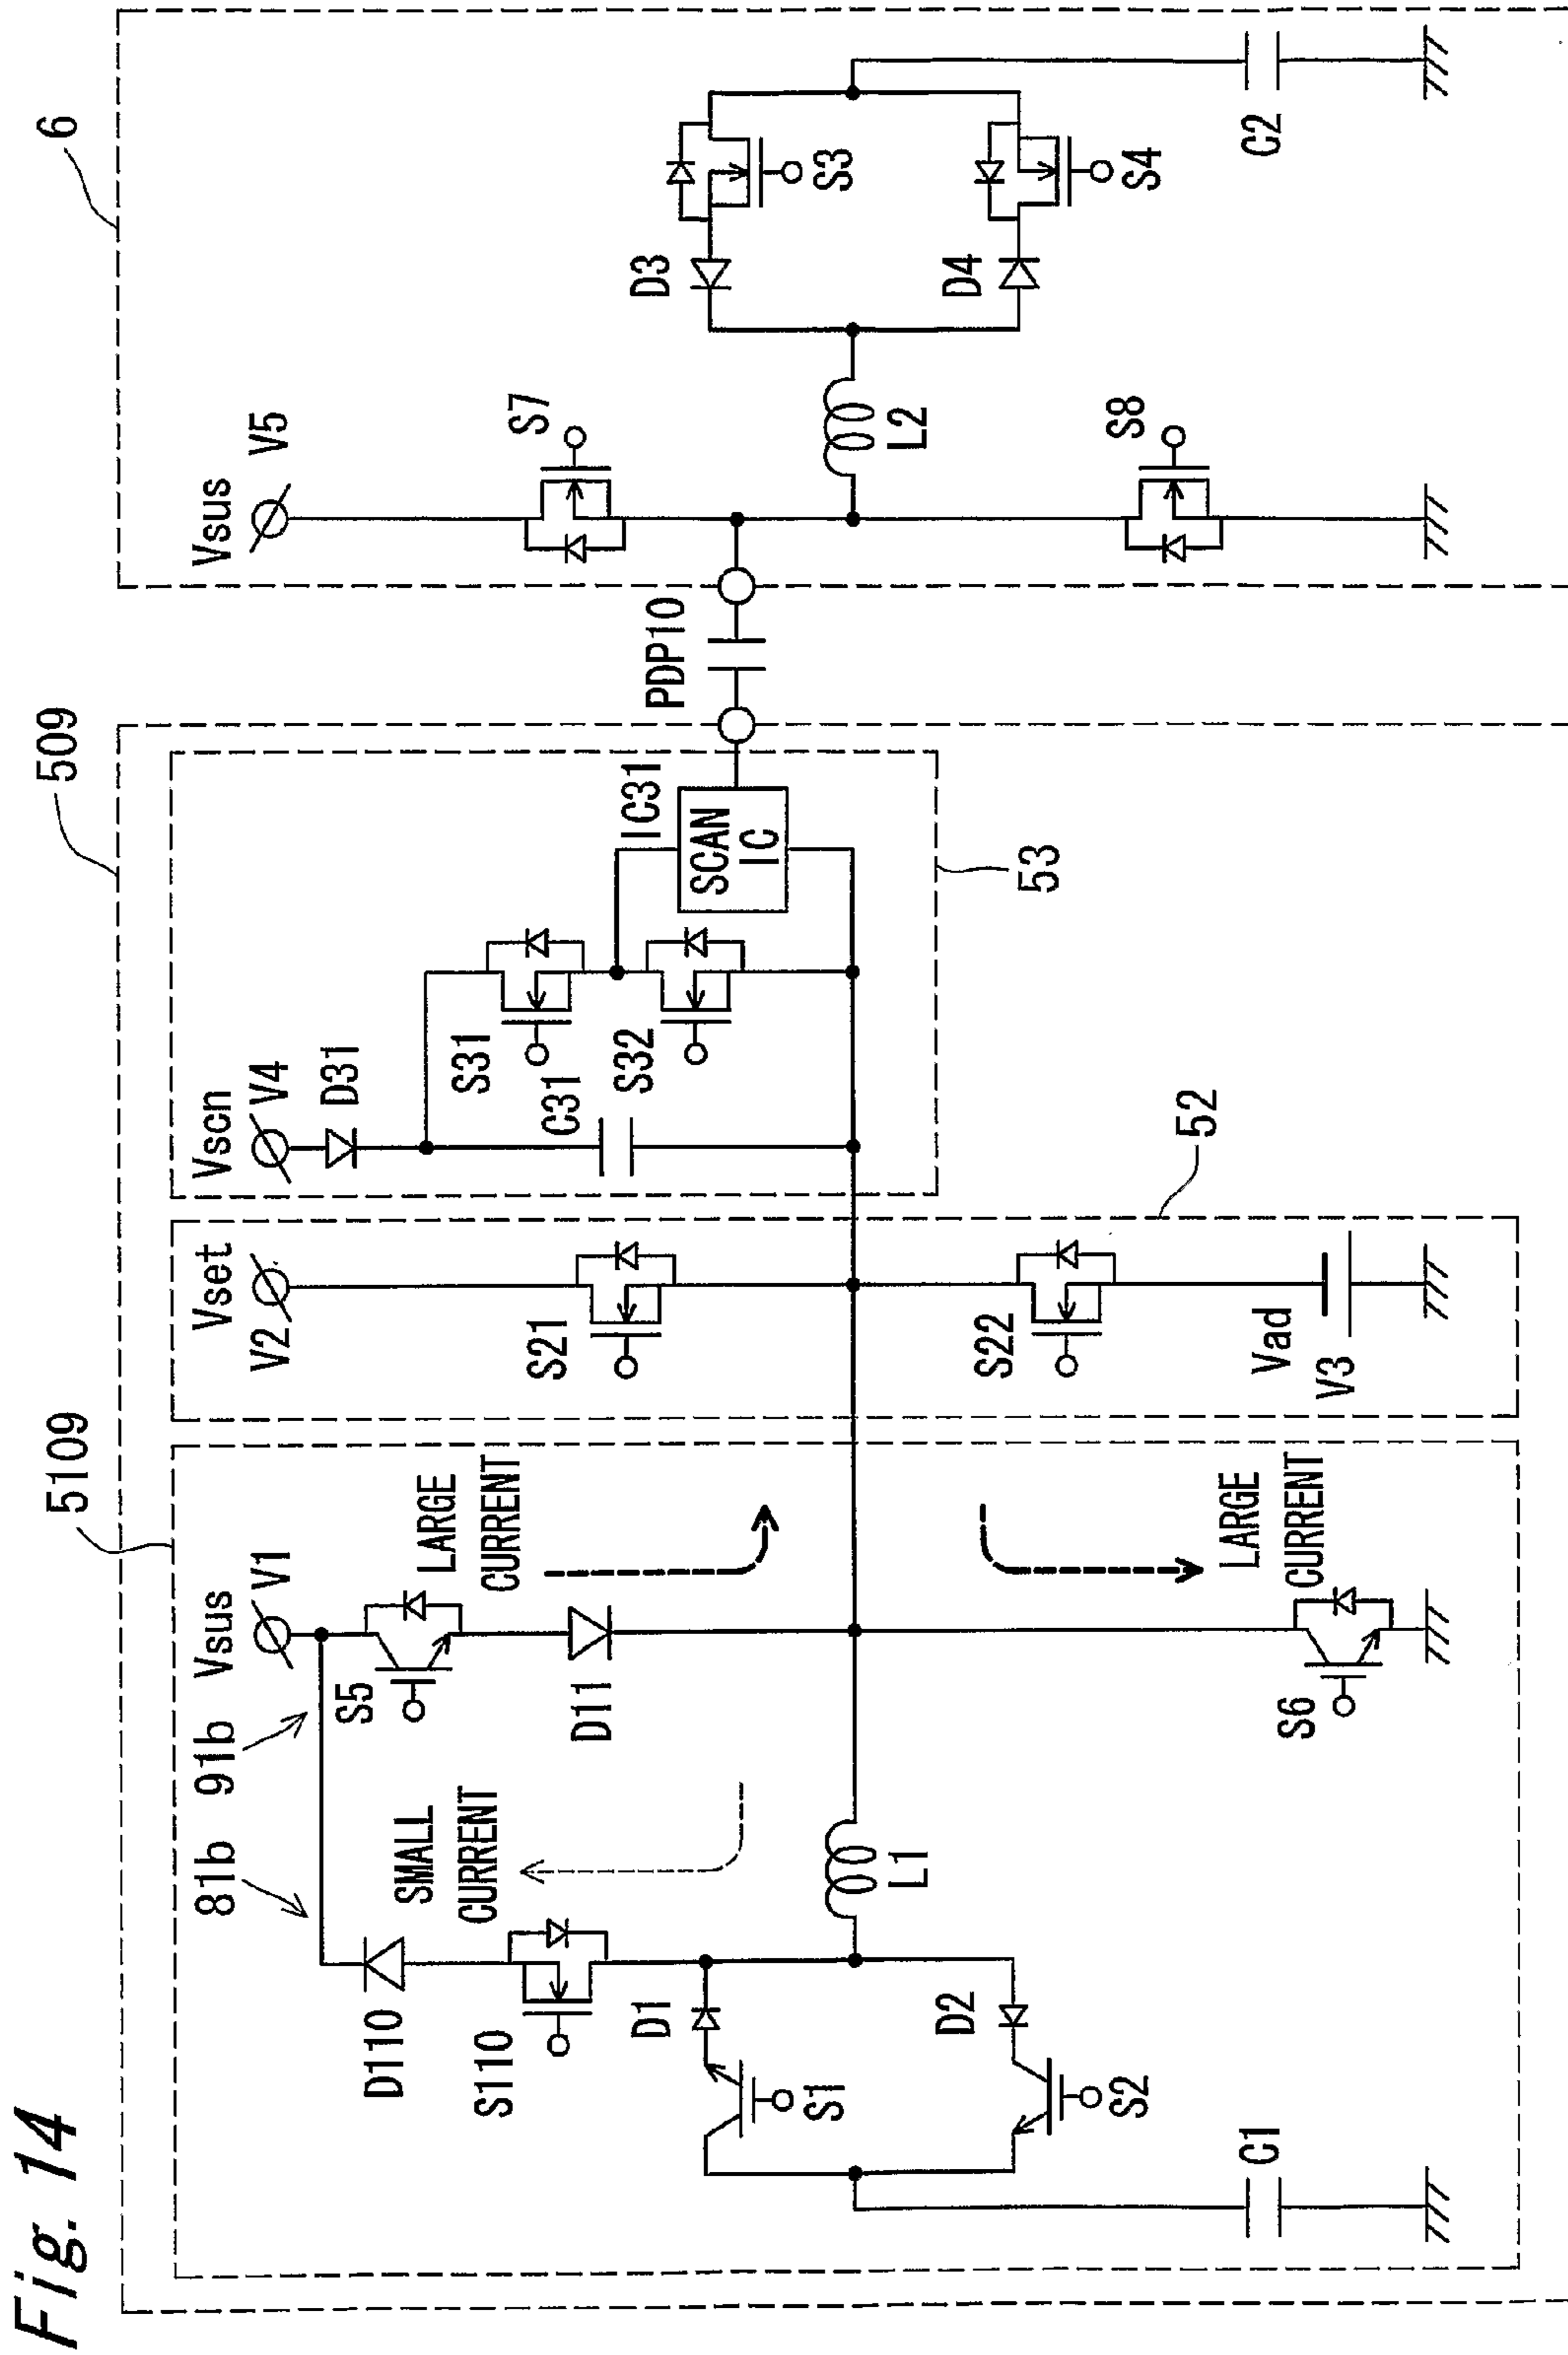 Fig. 14
509
6
5109
81b
91b
Vsus
V1
Vset
V2
Vscn
V4
D31
Vsus
V5
S5
LARGE
CURRENT
SMALL
CURRENT
D110
S110
D11
D1
S1
D2
S2
L1
C1
S6
LARGE
CURRENT
S21
S22
Vad
V3
52
S31
C31
S32
IC31
SCAN
IC
53
PDP10
S7
L2
S8
D3
S3
D4
S4
C2